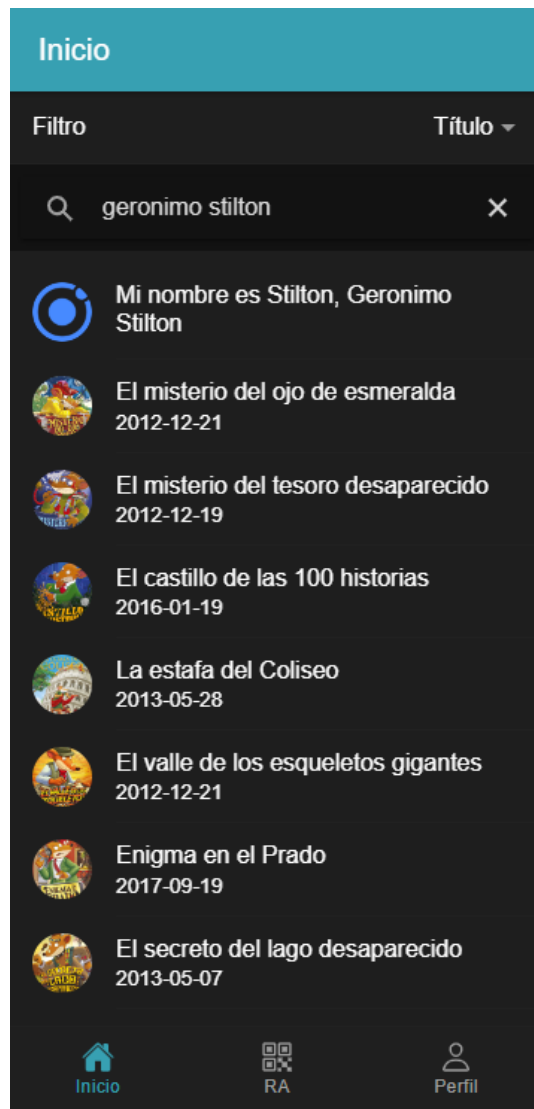 Inicio
Filtro Título
geronimo stilton
Mi nombre es Stilton, Geronimo
Stilton
El misterio del ojo de esmeralda
2012-12-21
El misterio del tesoro desaparecido
2012-12-19
El castillo de las 100 historias
2016-01-19
La estafa del Coliseo
2013-05-28
El valle de los esqueletos gigantes
2012-12-21
Enigma en el Prado
2017-09-19
El secreto del lago desaparecido
2013-05-07
Inicio RA Perfil